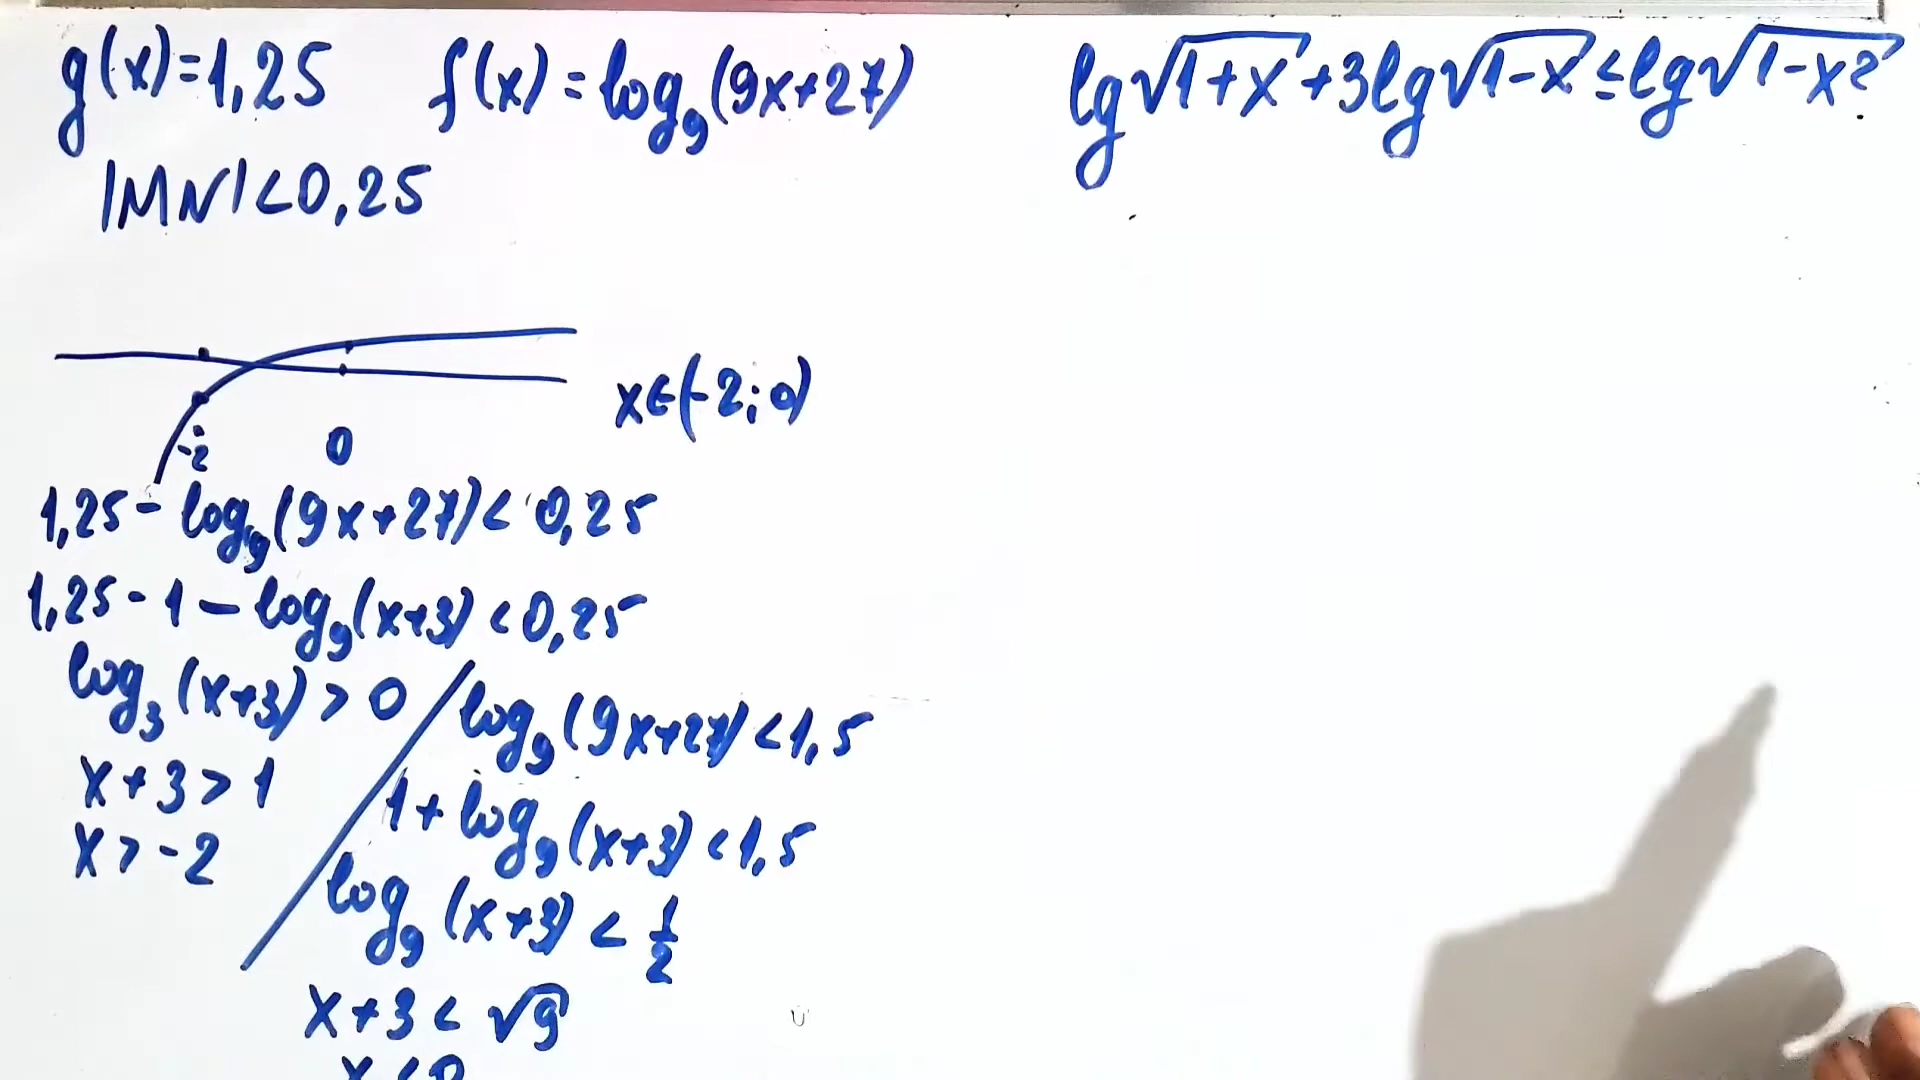 g(x)=1,25 f(x)=log₉(9x+27)
|MN|<0,25
-2 0
x∈(-2;0)
1,25-log₉(9x+27)<0,25
1,25-1-log₉(x+3)<0,25
log₃(x+3)>0
x+3>1
x>-2
log₉(9x+27)<1,5
1+log₉(x+3)<1,5
log₉(x+3)<1/2
x+3<√9
x<0
lg√(1+x)+3lg√(1-x)≤lg√(1-x²)